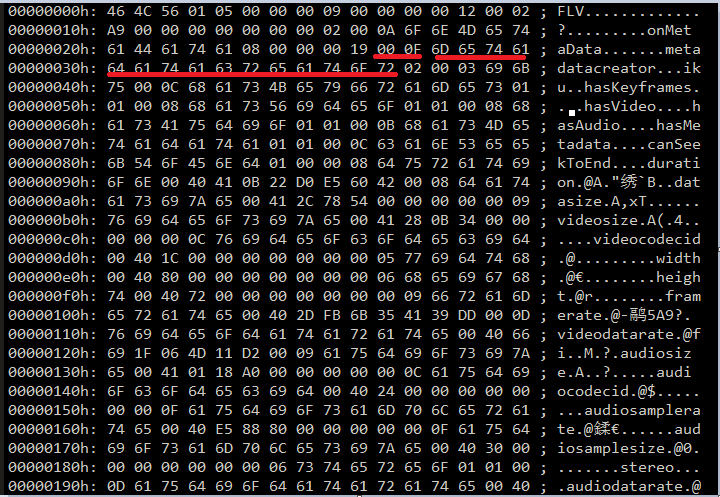 00000000h: 46 4C 56 01 05 00 00 00 09 00 00 00 00 12 00 02 ; FLV.............
00000010h: A9 00 00 00 00 00 00 00 02 00 0A 6F 6E 4D 65 74 ; ?..........onMet
00000020h: 61 44 61 74 61 08 00 00 00 19 00 0F 6D 65 74 61 ; aData.......meta
00000030h: 64 61 74 61 63 72 65 61 74 6F 72 02 00 03 69 6B ; datacreator...ik
00000040h: 75 00 0C 68 61 73 4B 65 79 66 72 61 6D 65 73 01 ; u..hasKeyframes.
00000050h: 01 00 08 68 61 73 56 69 64 65 6F 01 01 00 08 68 ; ...hasVideo....h
00000060h: 61 73 41 75 64 69 6F 01 01 00 0B 68 61 73 4D 65 ; asAudio....hasMe
00000070h: 74 61 64 61 74 61 01 01 00 0C 63 61 6E 53 65 65 ; tadata....canSee
00000080h: 6B 54 6F 45 6E 64 01 01 00 08 64 75 72 61 74 69 ; kToEnd....durati
00000090h: 6F 6E 00 40 41 0B 22 D0 E5 60 42 00 08 64 61 74 ; on.@A."绣`B..dat
000000a0h: 61 73 69 7A 65 00 41 2C 78 54 00 00 00 00 00 09 ; asize.A,xT......
000000b0h: 76 69 64 65 6F 73 69 7A 65 00 41 28 0B 34 00 00 ; videosize.A(.4..
000000c0h: 00 00 00 0C 76 69 64 65 6F 63 6F 64 65 63 69 64 ; ....videocodecid
000000d0h: 00 40 1C 00 00 00 00 00 00 00 05 77 69 64 74 68 ; .@.........width
000000e0h: 00 40 80 00 00 00 00 00 00 00 06 68 65 69 67 68 ; .@€........heigh
000000f0h: 74 00 40 72 00 00 00 00 00 00 00 09 66 72 61 6D ; t.@r........fram
00000100h: 65 72 61 74 65 00 40 2D FB 6B 35 41 39 DD 00 0D ; erate.@-鹝5A9?.
00000110h: 76 69 64 65 6F 64 61 74 61 72 61 74 65 00 40 66 ; videodatarate.@f
00000120h: 69 1F 06 4D 11 D2 00 09 61 75 64 69 6F 73 69 7A ; i..M.?.audiosiz
00000130h: 65 00 41 01 18 A0 00 00 00 00 00 0C 61 75 64 69 ; e.A..?.....audi
00000140h: 6F 63 6F 64 65 63 69 64 00 40 24 00 00 00 00 00 ; ocodecid.@$.....
00000150h: 00 00 0F 61 75 64 69 6F 73 61 6D 70 6C 65 72 61 ; ...audiosamplera
00000160h: 74 65 00 40 E5 88 80 00 00 00 00 00 0F 61 75 64 ; te.@鍒€......aud
00000170h: 69 6F 73 61 6D 70 6C 65 73 69 7A 65 00 40 30 00 ; iosamplesize.@0.
00000180h: 00 00 00 00 00 00 06 73 74 65 72 65 6F 01 01 00 ; .......stereo...
00000190h: 0D 61 75 64 69 6F 64 61 74 61 72 61 74 65 00 40 ; .audiodatarate.@